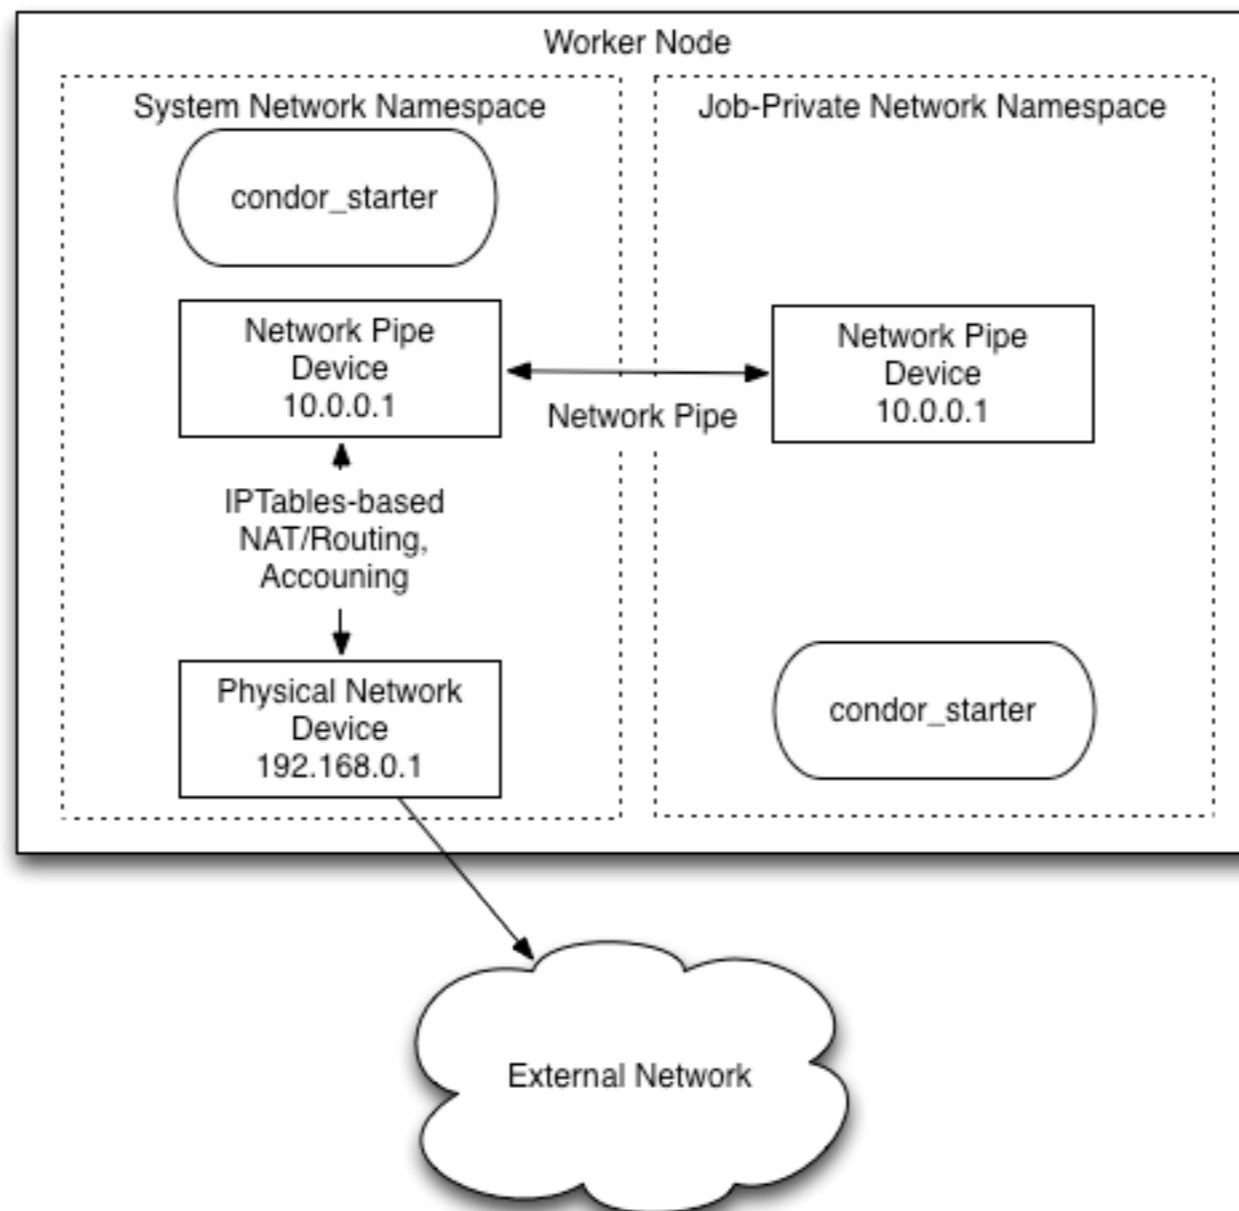 Worker Node
System Network Namespace
condor_starter
Network Pipe
Device
10.0.0.1
IPTables-based
NAT/Routing,
Accouning
Physical Network
Device
192.168.0.1
Network Pipe
Job-Private Network Namespace
Network Pipe
Device
10.0.0.1
condor_starter
External Network